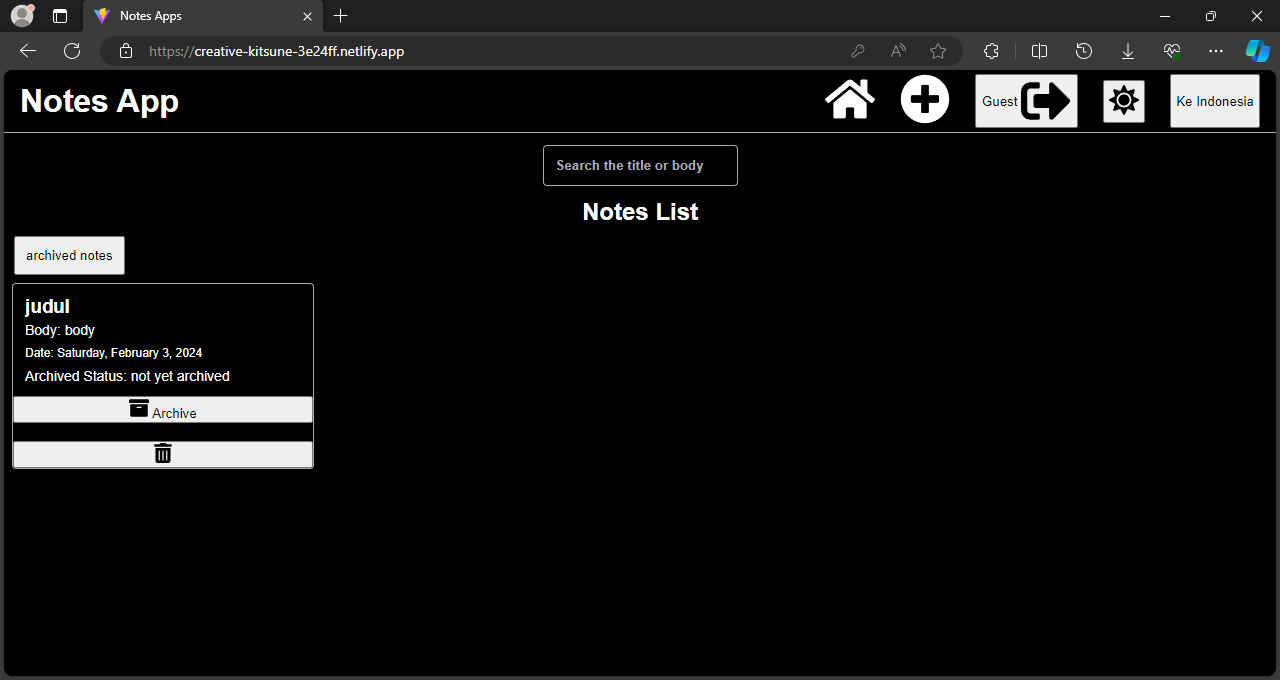 Notes Apps
https://creative-kitsune-3e24ff.netlify.app
Notes App
Guest
Ke Indonesia
Search the title or body
Notes List
archived notes
judul
Body: body
Date: Saturday, February 3, 2024
Archived Status: not yet archived
Archive